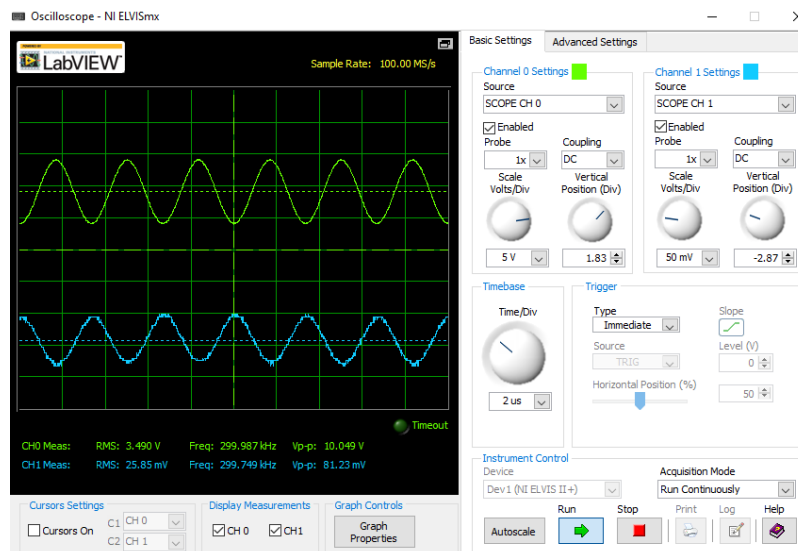 Oscilloscope - NI ELVISmx
POWERED BY
NATIONAL INSTRUMENTS
LabVIEW
Sample Rate: 100.00 MS/s
Timeout
CH0 Meas: RMS: 3.490 V Freq: 299.987 kHz Vp-p: 10.049 V
CH1 Meas: RMS: 25.85 mV Freq: 299.749 kHz Vp-p: 81.23 mV
Cursors Settings
Cursors On
C1 CH 0
C2 CH 1
Display Measurements
CH 0 CH1
Graph Controls
Graph
Properties
Basic Settings Advanced Settings
Channel 0 Settings
Source
SCOPE CH 0
Enabled
Probe Coupling
1x DC
Scale Vertical
Volts/Div Position (Div)
5 V 1.83
Channel 1 Settings
Source
SCOPE CH 1
Enabled
Probe Coupling
1x DC
Scale Vertical
Volts/Div Position (Div)
50 mV -2.87
Timebase
Time/Div
2 us
Trigger
Type Slope
Immediate
Source Level (V)
TRIG 0
Horizontal Position (%)
50
Instrument Control
Device Acquisition Mode
Dev1 (NI ELVIS II+) Run Continuously
Run Stop Print Log Help
Autoscale